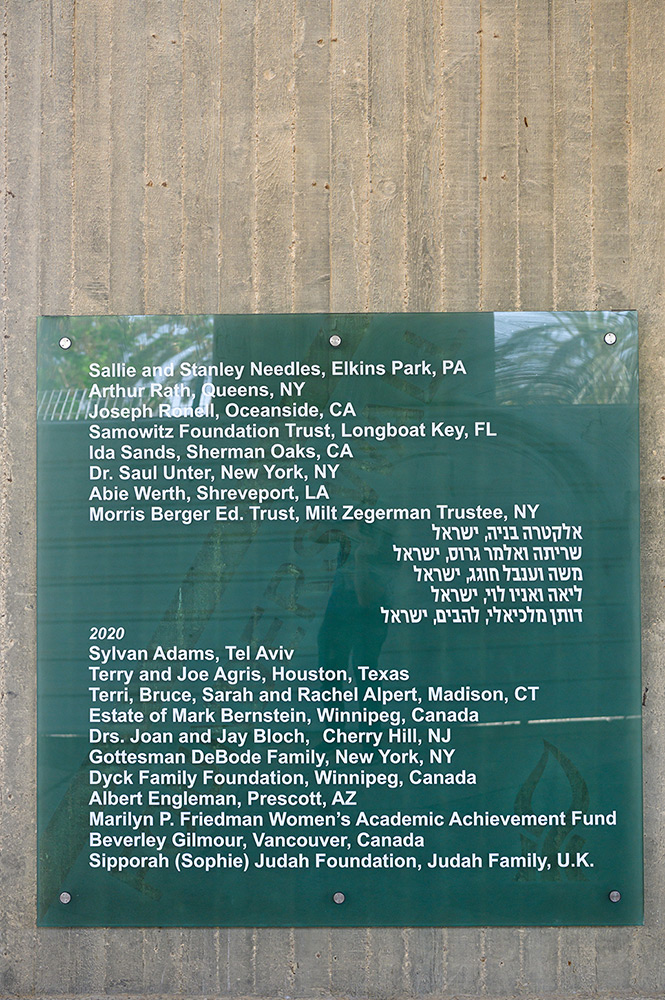 Sallie and Stanley Needles, Elkins Park, PA
Arthur Rath, Queens, NY
Joseph Ronell, Oceanside, CA
Samowitz Foundation Trust, Longboat Key, FL
Ida Sands, Sherman Oaks, CA
Dr. Saul Unter, New York, NY
Abie Werth, Shreveport, LA
Morris Berger Ed. Trust, Milt Zegerman Trustee, NY
אלקטרה בניה, ישראל
שריתה ואלמר גרוס, ישראל
משה וענבל חוגג, ישראל
ליאה ואניו לוי, ישראל
דותן מלכיאלי, להבים, ישראל
2020
Sylvan Adams, Tel Aviv
Terry and Joe Agris, Houston, Texas
Terri, Bruce, Sarah and Rachel Alpert, Madison, CT
Estate of Mark Bernstein, Winnipeg, Canada
Drs. Joan and Jay Bloch, Cherry Hill, NJ
Gottesman DeBode Family, New York, NY
Dyck Family Foundation, Winnipeg, Canada
Albert Engleman, Prescott, AZ
Marilyn P. Friedman Women's Academic Achievement Fund
Beverley Gilmour, Vancouver, Canada
Sipporah (Sophie) Judah Foundation, Judah Family, U.K.